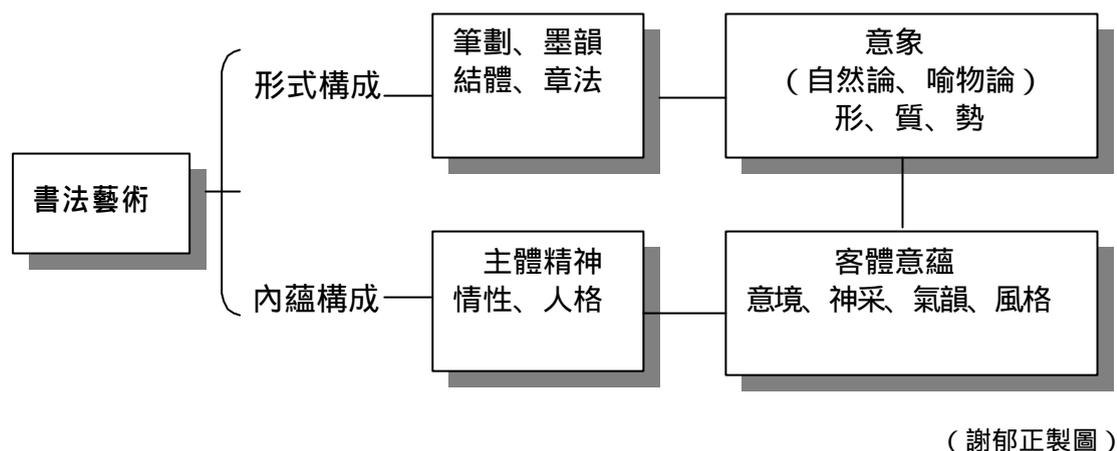 書法藝術
形式構成
筆劃、墨韻
結體、章法
意象
（自然論、喻物論）
形、質、勢
內蘊構成
主體精神
情性、人格
客體意蘊
意境、神采、氣韻、風格
（謝郁正製圖）